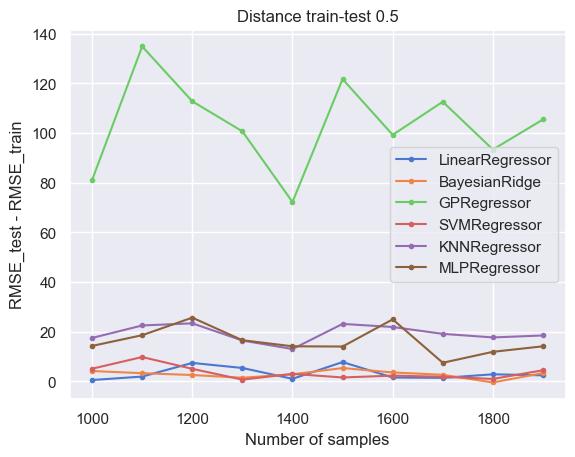 Distance train-test 0.5
140
120
100
80
60
40
20
0
RMSE_test - RMSE_train
LinearRegressor
BayesianRidge
GPRegressor
SVMRegressor
KNNRegressor
MLPRegressor
1000 1200 1400 1600 1800
Number of samples